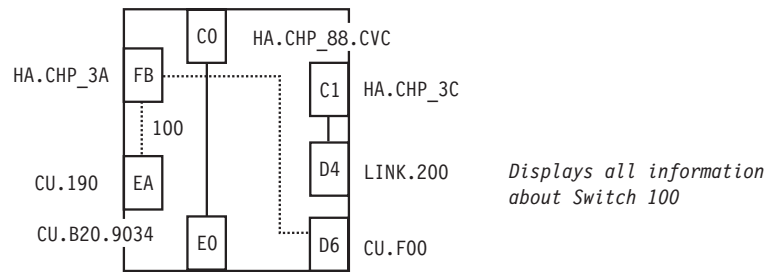 C0
HA.CHP_88.CVC
HA.CHP_3A
FB
C1
HA.CHP_3C
100
CU.190
EA
D4
LINK.200
Displays all information
about Switch 100
CU.B20.9034
E0
D6
CU.F00